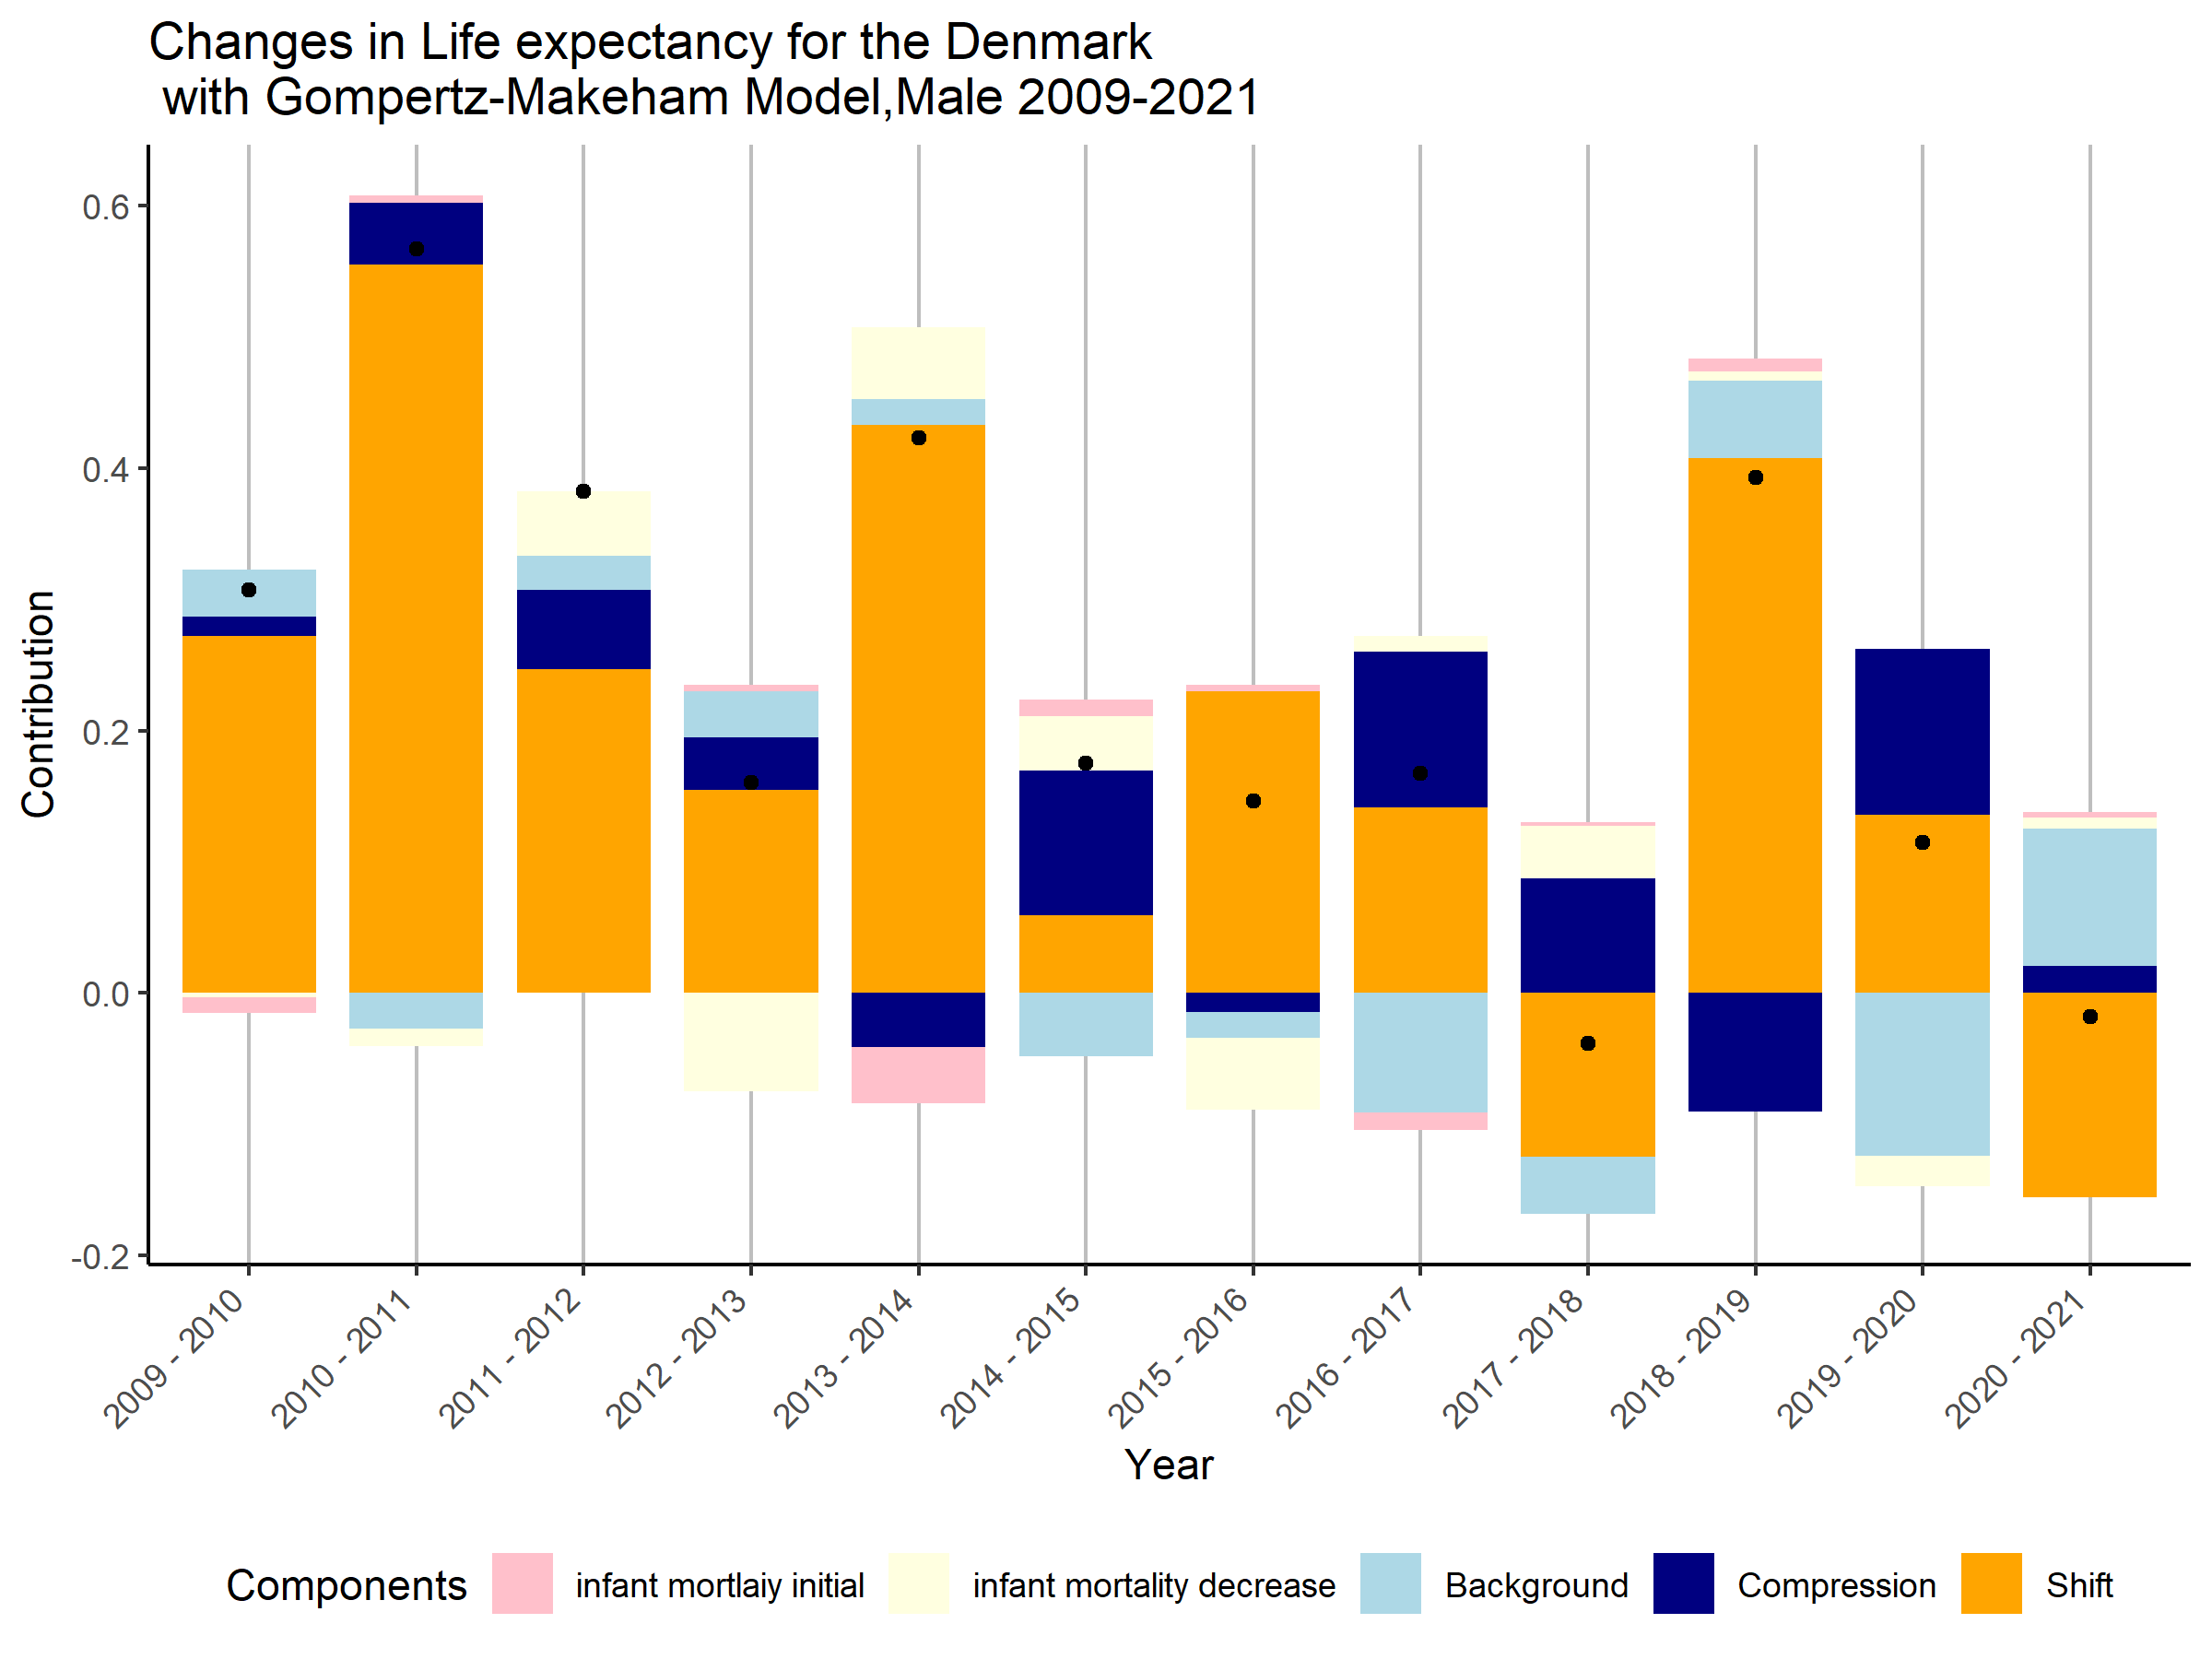 Changes in Life expectancy for the Denmark
with Gompertz-Makeham Model,Male 2009-2021
Contribution
0.6
0.4
0.2
0.0
-0.2
2009 - 2010
2010 - 2011
2011 - 2012
2012 - 2013
2013 - 2014
2014 - 2015
2015 - 2016
2016 - 2017
2017 - 2018
2018 - 2019
2019 - 2020
2020 - 2021
Year
Components infant mortlaiy initial infant mortality decrease Background Compression Shift